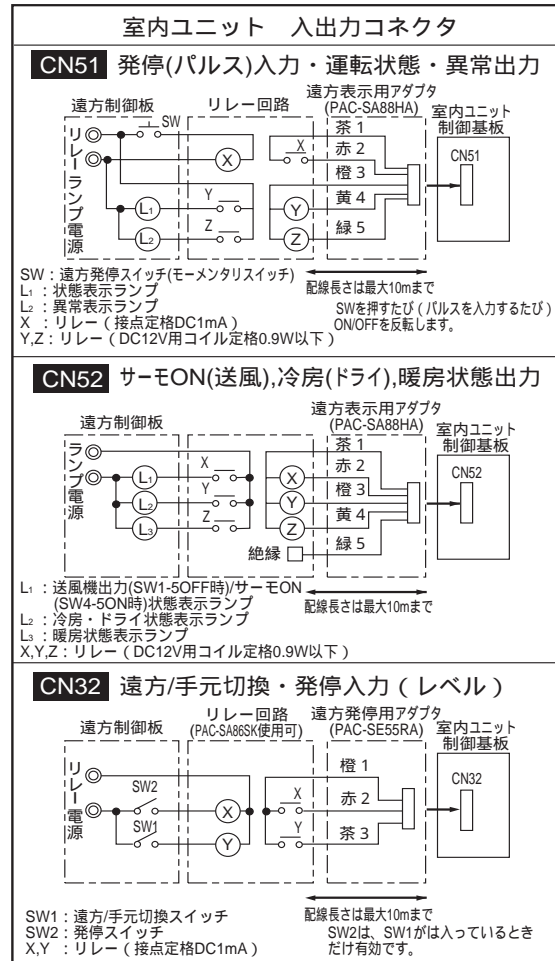 室内ユニット 入出力コネクタ
CN51 発停(パルス)入力・運転状態・異常出力
遠方制御板
リレー回路
遠方表示用アダプタ
(PAC-SA88HA)
室内ユニット
制御基板
リレーランプ電源
SW
X
L1
L2
Y
Z
X
Y
Z
茶 1
赤 2
橙 3
黄 4
緑 5
CN51
SW：遠方発停スイッチ(モーメンタリスイッチ)
L1 ：状態表示ランプ
L2 ：異常表示ランプ
X ：リレー（接点定格DC1mA）
Y,Z：リレー（DC12V用コイル定格0.9W以下）
配線長さは最大10mまで
SWを押すたび（パルスを入力するたび）
ON/OFFを反転します。
CN52 サーモON(送風),冷房(ドライ),暖房状態出力
遠方制御板
遠方表示用アダプタ
(PAC-SA88HA)
室内ユニット
制御基板
ランプ電源
L1
L2
L3
X
Y
Z
X
Y
Z
絶縁
茶 1
赤 2
橙 3
黄 4
緑 5
CN52
L1 ：送風機出力(SW1-5OFF時)/サーモON
(SW4-5ON時)状態表示ランプ
L2 ：冷房・ドライ状態表示ランプ
L3 ：暖房状態表示ランプ
X,Y,Z：リレー（DC12V用コイル定格0.9W以下）
配線長さは最大10mまで
CN32 遠方/手元切換・発停入力（レベル）
遠方制御板
リレー回路
(PAC-SA86SK使用可)
遠方発停用アダプタ
(PAC-SE55RA)
室内ユニット
制御基板
リレー電源
SW2
SW1
X
Y
X
Y
橙 1
赤 2
茶 3
CN32
SW1：遠方/手元切換スイッチ
SW2：発停スイッチ
X,Y ：リレー（接点定格DC1mA）
配線長さは最大10mまで
SW2は、SW1がは入っているとき
だけ有効です。